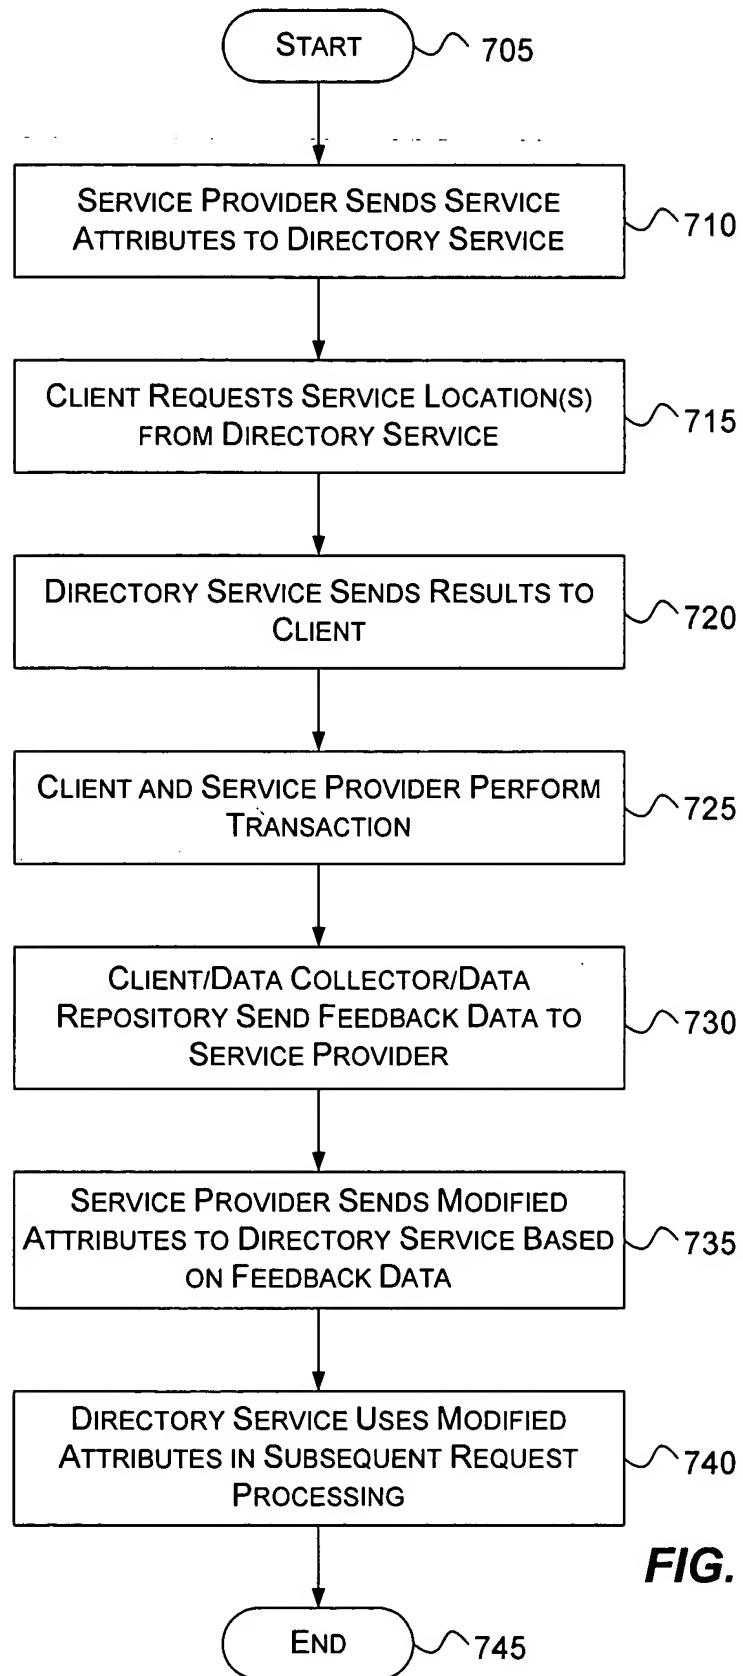 START
705
SERVICE PROVIDER SENDS SERVICE
ATTRIBUTES TO DIRECTORY SERVICE
710
CLIENT REQUESTS SERVICE LOCATION(S)
FROM DIRECTORY SERVICE
715
DIRECTORY SERVICE SENDS RESULTS TO
CLIENT
720
CLIENT AND SERVICE PROVIDER PERFORM
TRANSACTION
725
CLIENT/DATA COLLECTOR/DATA
REPOSITORY SEND FEEDBACK DATA TO
SERVICE PROVIDER
730
SERVICE PROVIDER SENDS MODIFIED
ATTRIBUTES TO DIRECTORY SERVICE BASED
ON FEEDBACK DATA
735
DIRECTORY SERVICE USES MODIFIED
ATTRIBUTES IN SUBSEQUENT REQUEST
PROCESSING
740
FIG.
END
745